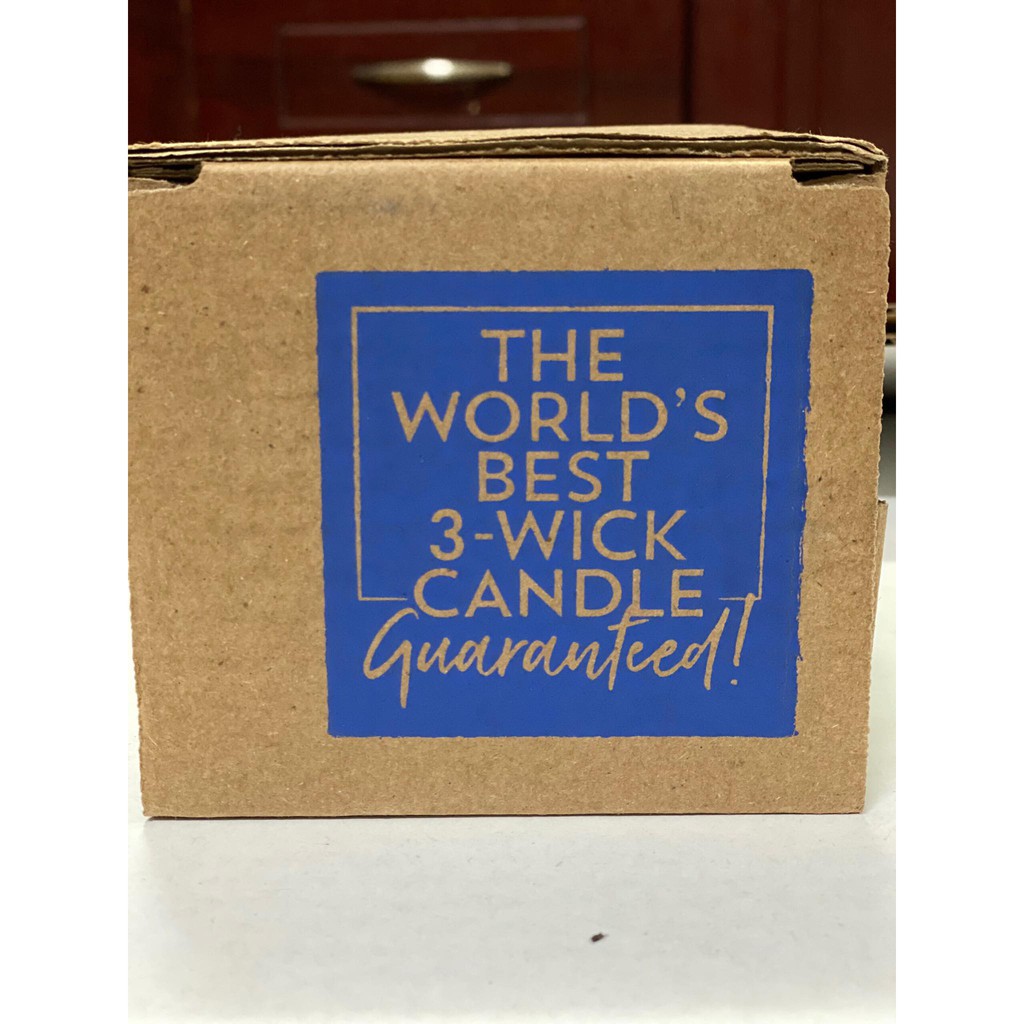 THE
WORLD'S
BEST
3-WICK
CANDLE
Guaranteed!